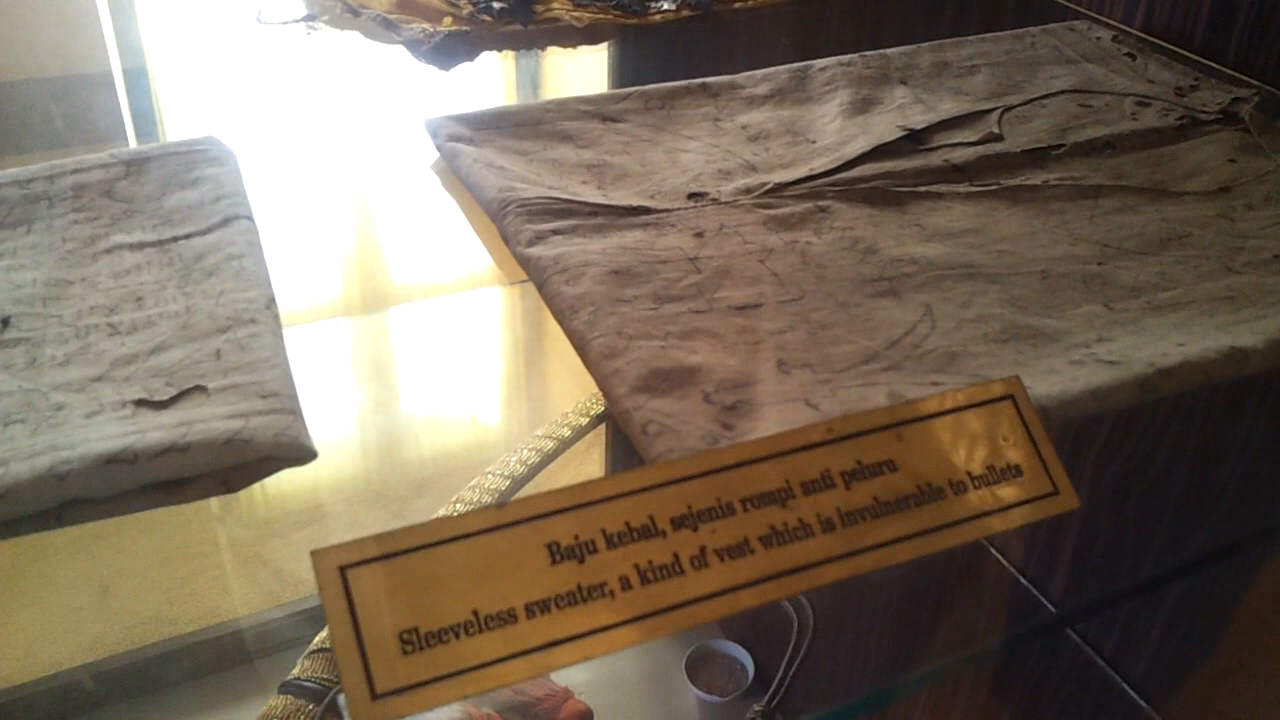 Baju kebal, sejenis rompi anti peluru
Sleeveless sweater, a kind of vest which is invulnerable to bullets